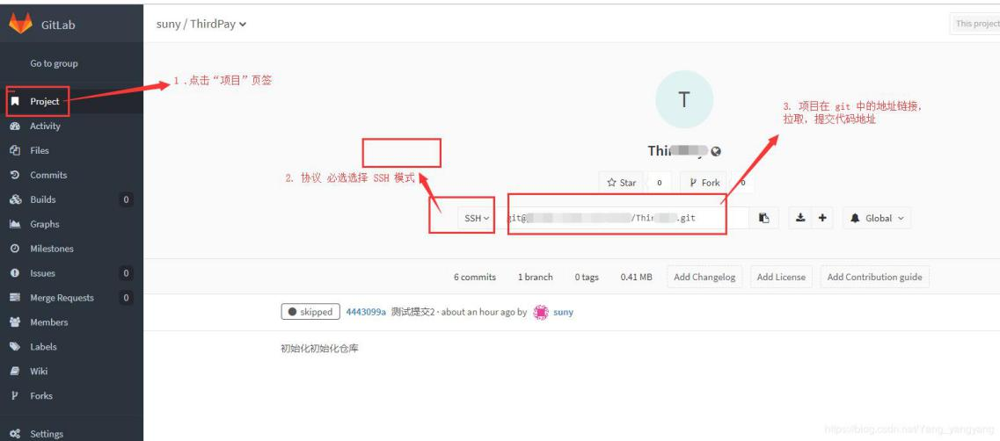 GitLab
suny / ThirdPay
This project
Go to group
1 .点击“项目”页签
Project
Activity
Files
Commits
Builds 0
Graphs
Milestones
Issues 0
Merge Requests 0
Members
Labels
Wiki
Forks
Settings
T
3. 项目在 git 中的地址链接,
拉取, 提交代码地址
Thi
2. 协议 必选选择 SSH 模式
Star 0 Fork 0
SSH git@ /Thi .git Global
6 commits 1 branch 0 tags 0.41 MB Add Changelog Add License Add Contribution guide
skipped 4443099a 测试提交2 · about an hour ago by suny
初始化初始化仓库
https://blog.csdn.net/Yang_yangyang